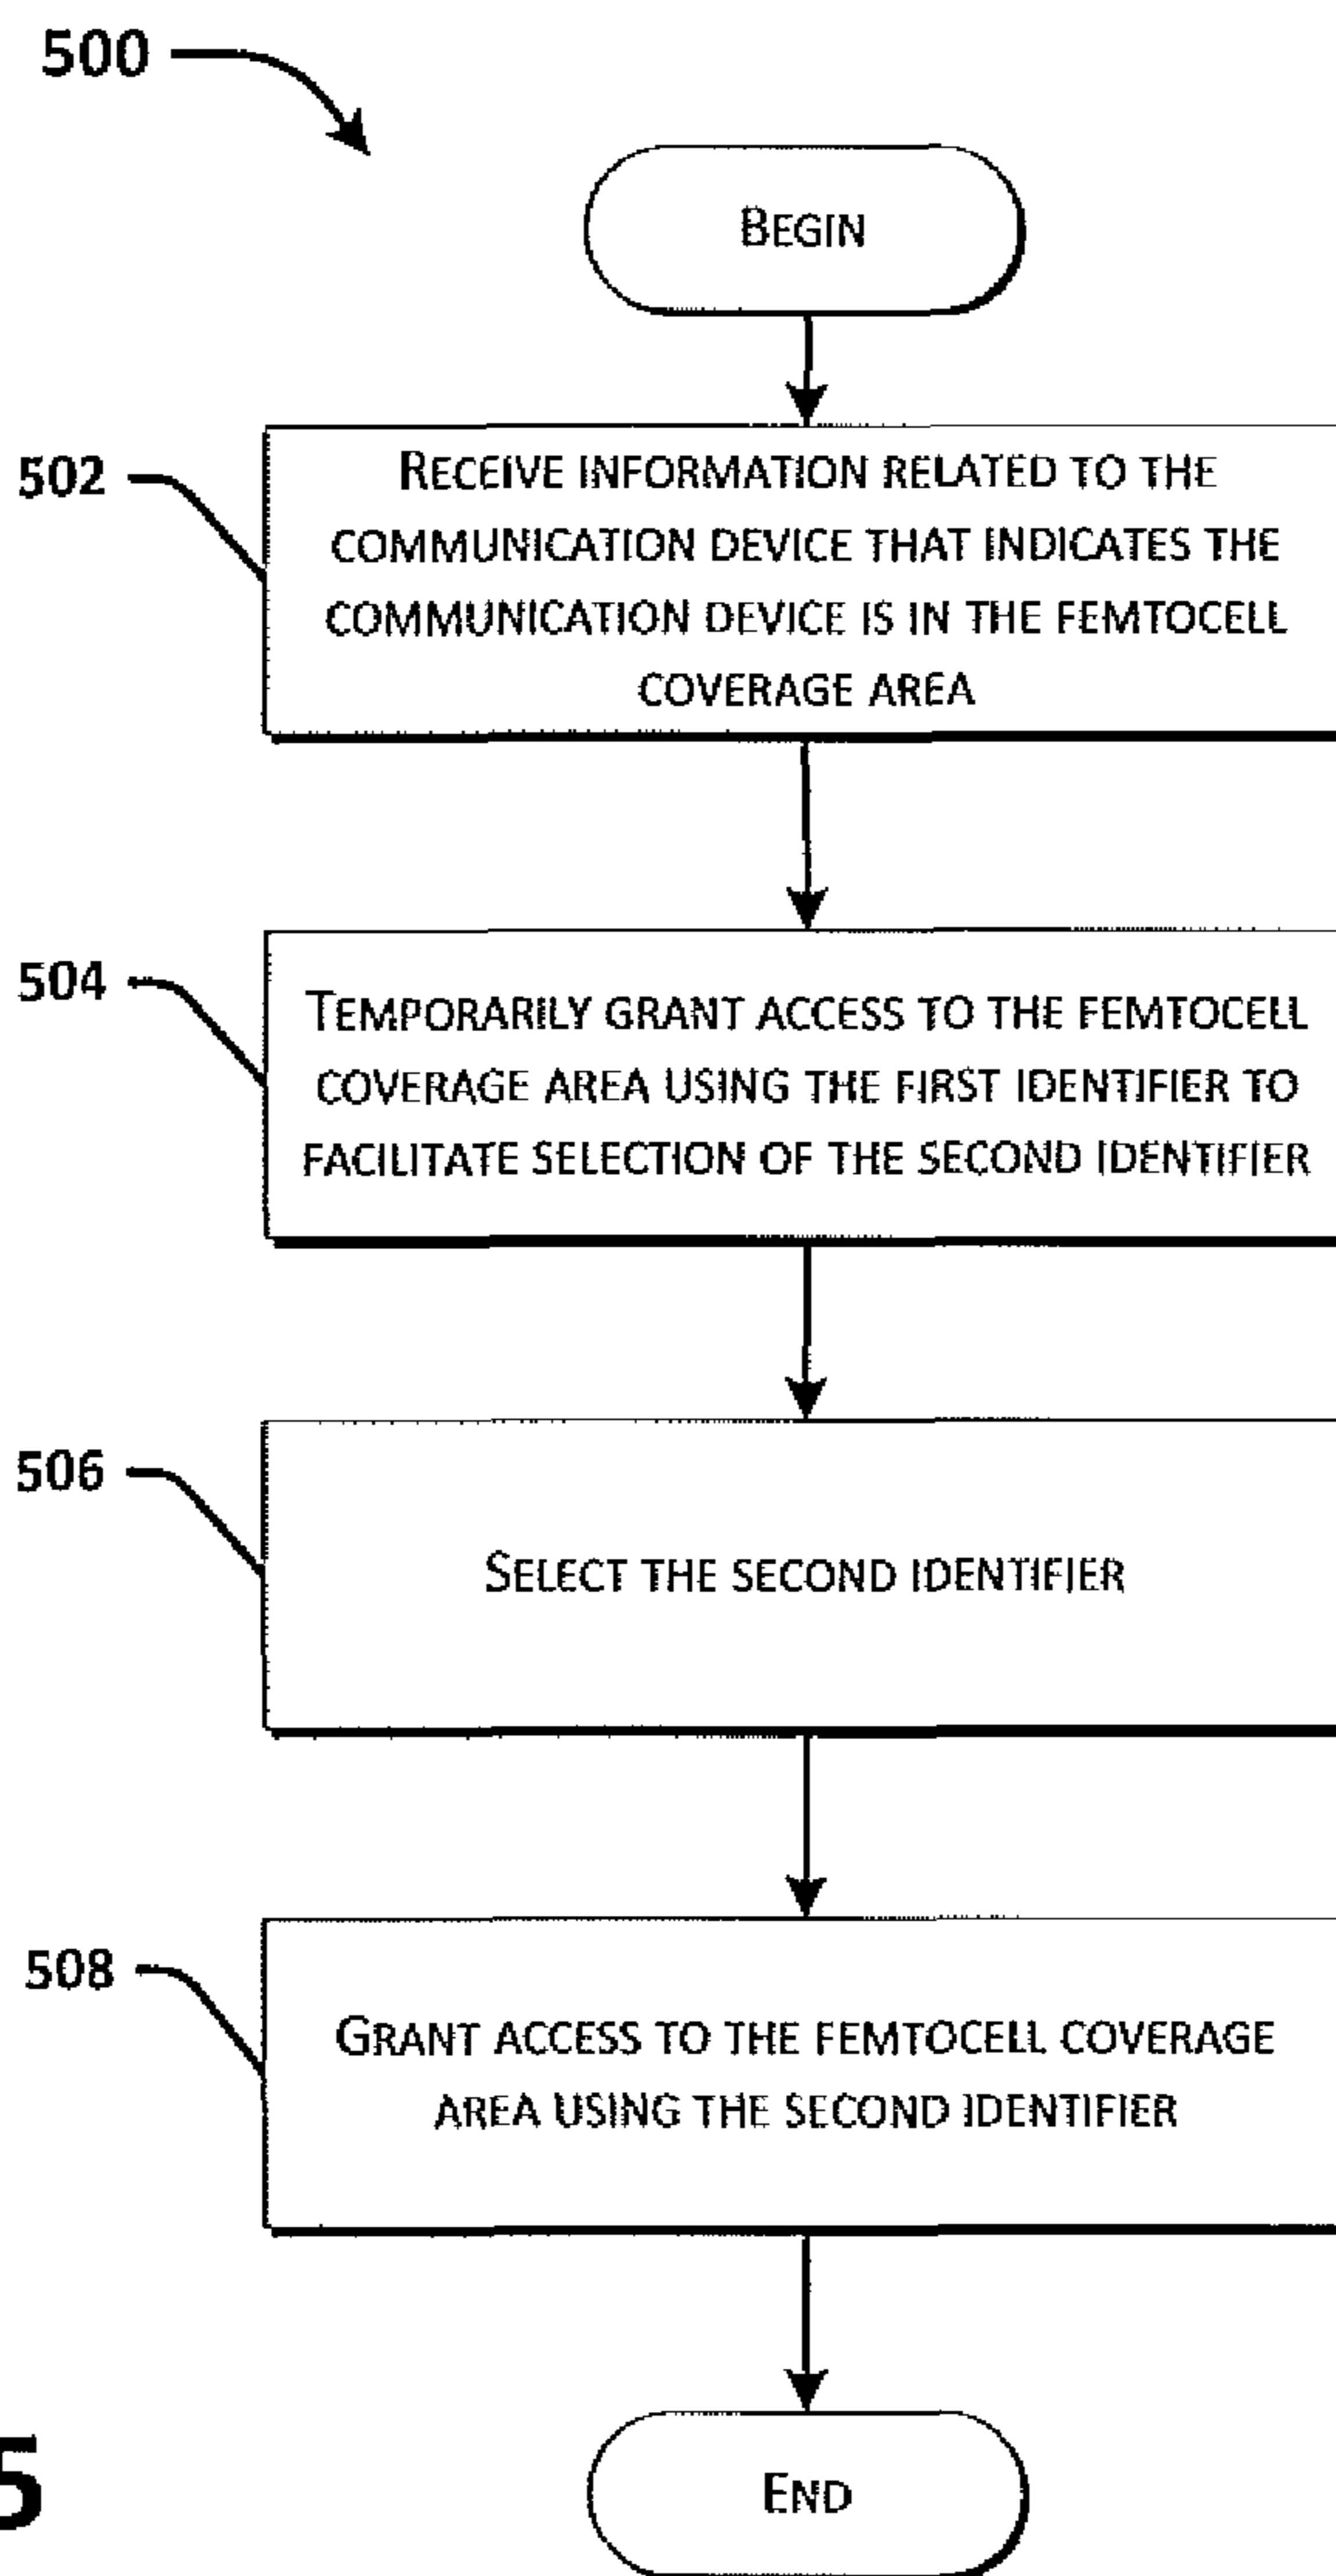 500
BEGIN
502
RECEIVE INFORMATION RELATED TO THE
COMMUNICATION DEVICE THAT INDICATES THE
COMMUNICATION DEVICE IS IN THE FEMTOCELL
COVERAGE AREA
504
TEMPORARILY GRANT ACCESS TO THE FEMTOCELL
COVERAGE AREA USING THE FIRST IDENTIFIER TO
FACILITATE SELECTION OF THE SECOND IDENTIFIER
506
SELECT THE SECOND IDENTIFIER
508
GRANT ACCESS TO THE FEMTOCELL COVERAGE
AREA USING THE SECOND IDENTIFIER
END
5